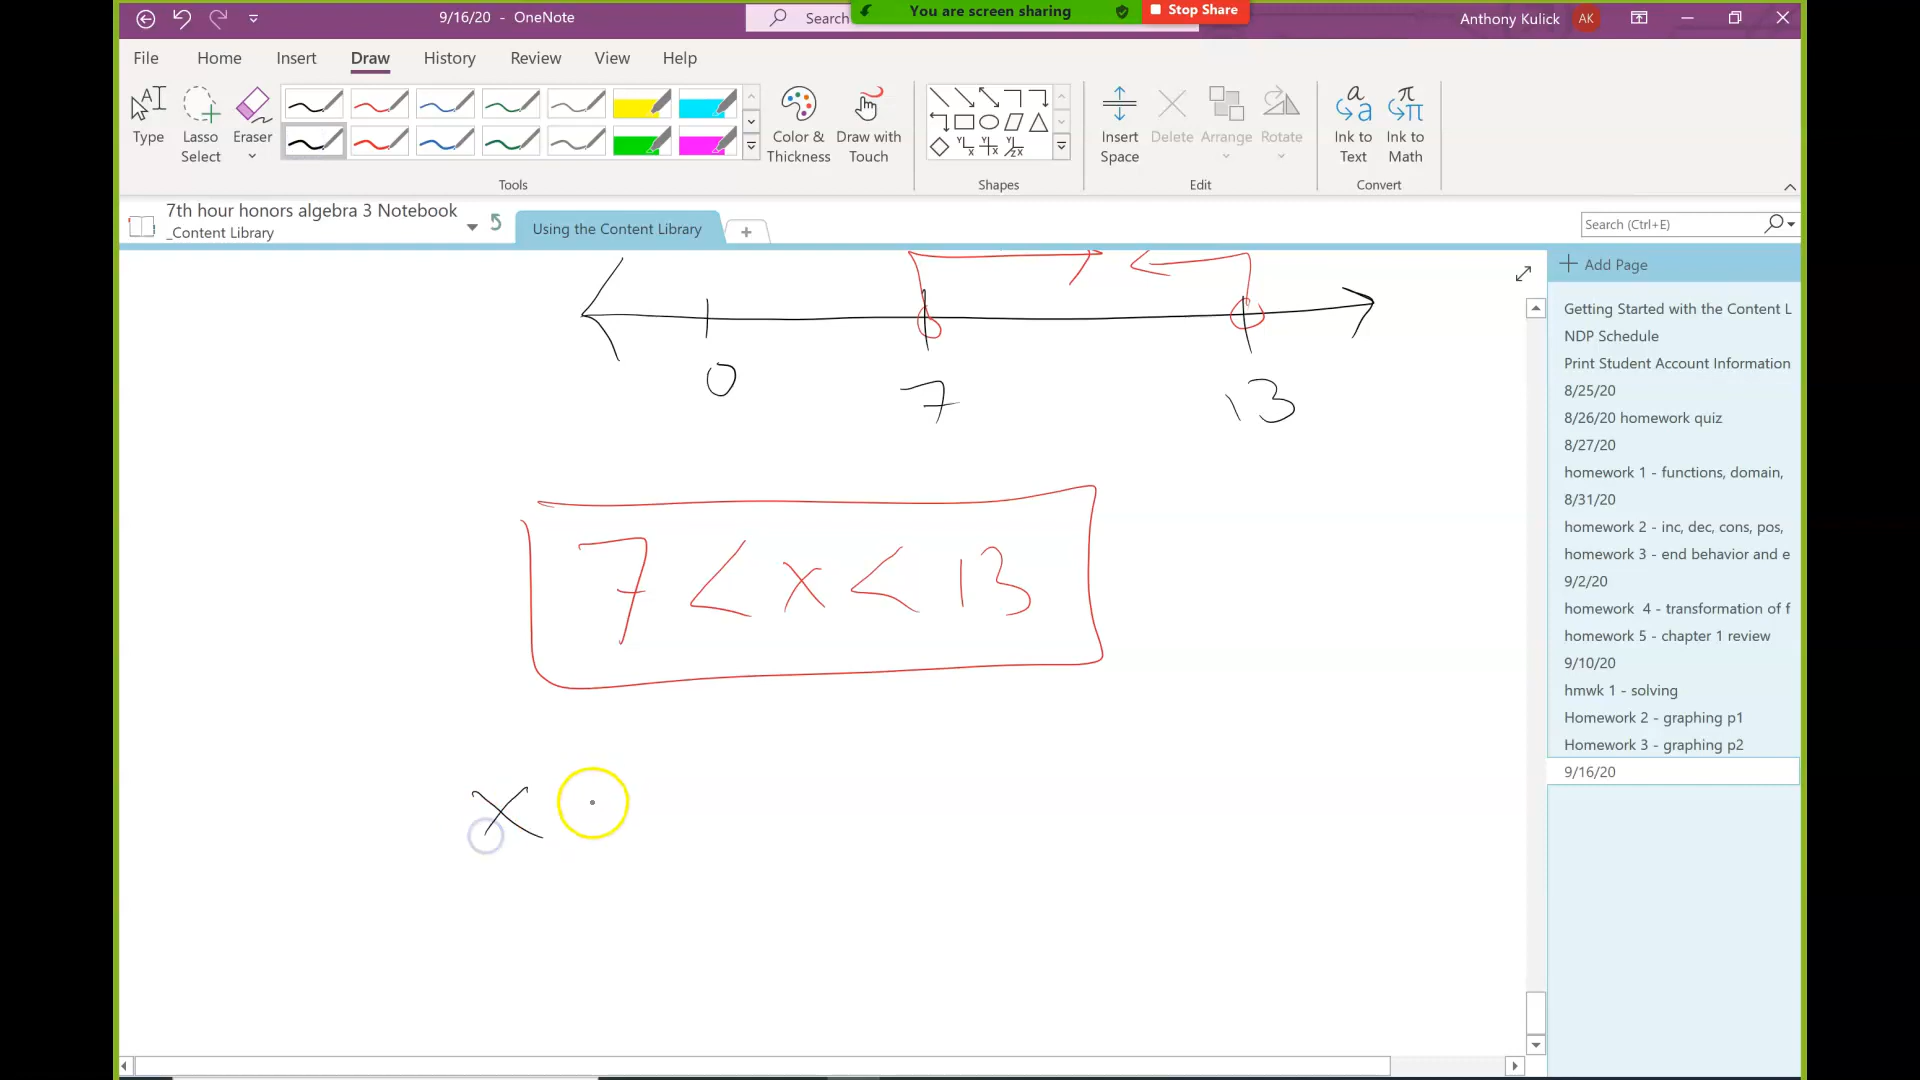 9/16/20 - OneNote
Search
You are screen sharing
Stop Share
Anthony Kulick
AK
File Home Insert Draw History Review View Help
Type
Lasso Select
Eraser
Color & Thickness
Draw with Touch
Insert Space
Delete
Arrange
Rotate
Ink to Text
Ink to Math
Tools
Shapes
Edit
Convert
7th hour honors algebra 3 Notebook
_Content Library
Using the Content Library
Search (Ctrl+E)
Add Page
Getting Started with the Content L
NDP Schedule
Print Student Account Information
8/25/20
8/26/20 homework quiz
8/27/20
homework 1 - functions, domain,
8/31/20
homework 2 - inc, dec, cons, pos,
homework 3 - end behavior and e
9/2/20
homework 4 - transformation of f
homework 5 - chapter 1 review
9/10/20
hmwk 1 - solving
Homework 2 - graphing p1
Homework 3 - graphing p2
9/16/20
0 7 13
7 < x < 13
x